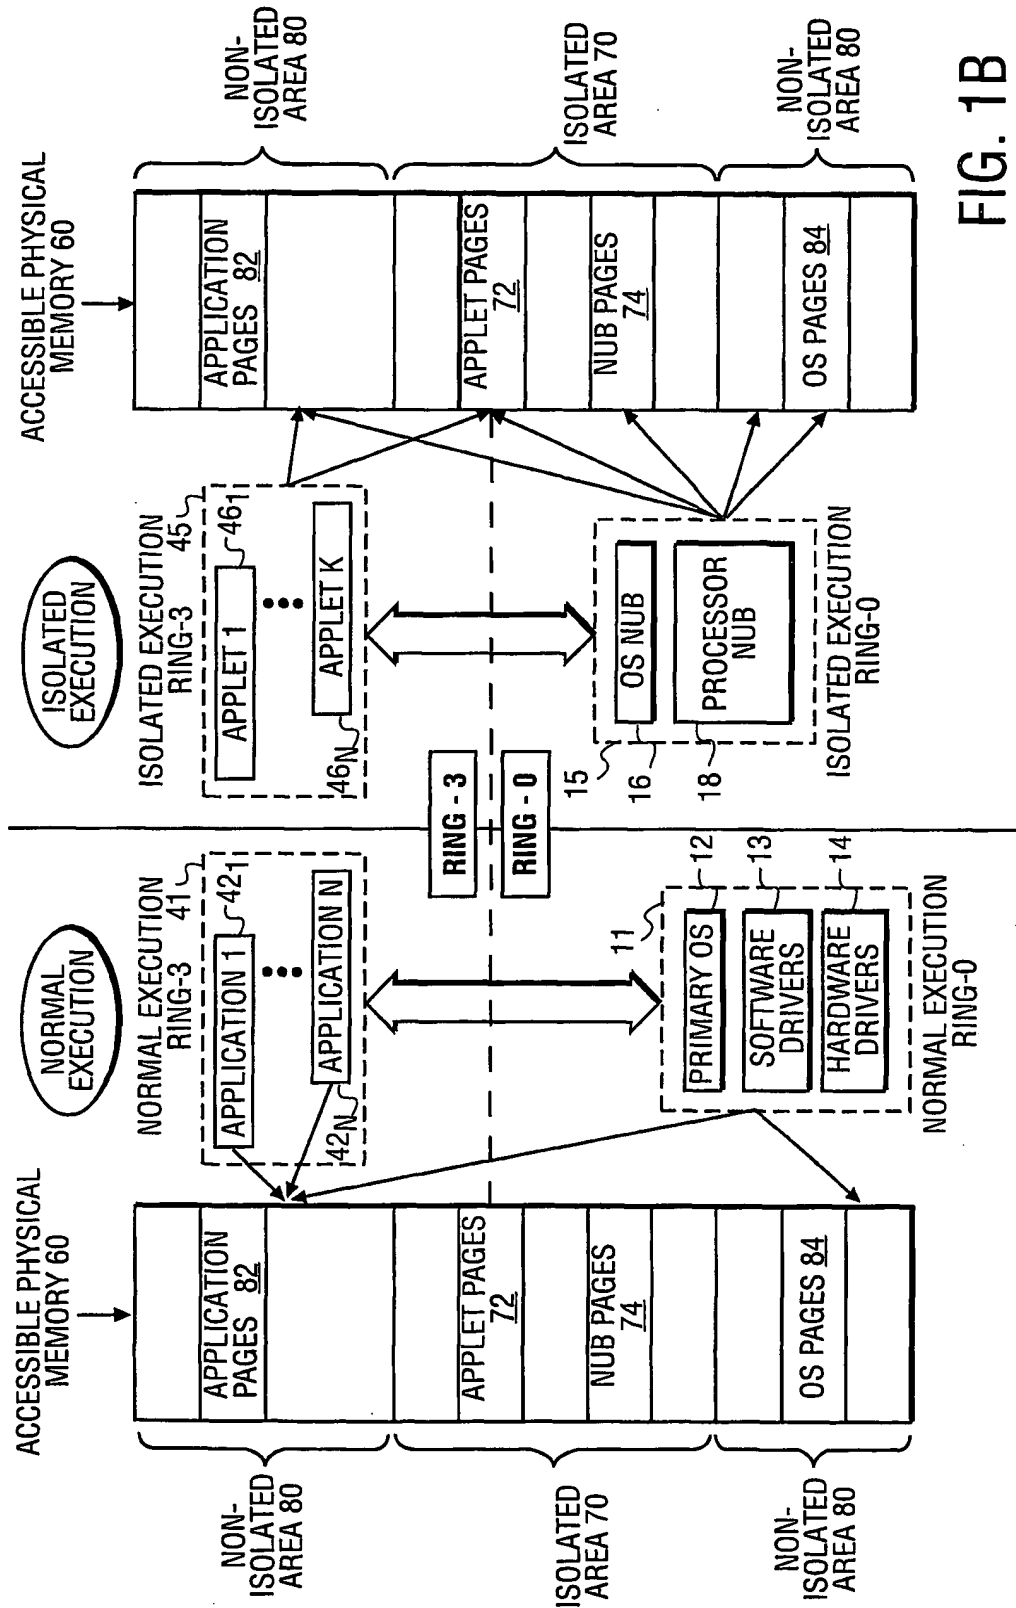 ACCESSIBLE PHYSICAL
MEMORY 60
NON-
ISOLATED
AREA 80
APPLICATION
PAGES 82
ISOLATED
AREA 70
APPLET PAGES
72
NUB PAGES
74
NON-
ISOLATED
AREA 80
OS PAGES 84
NORMAL
EXECUTION
NORMAL EXECUTION
RING-3
41
APPLICATION 1
421
APPLICATION N
42N
11
PRIMARY OS
12
SOFTWARE
DRIVERS
13
HARDWARE
DRIVERS
14
NORMAL EXECUTION
RING-0
RING - 3
RING - 0
ISOLATED
EXECUTION
ISOLATED EXECUTION
RING-3
45
APPLET 1
461
APPLET K
46N
15
16
OS NUB
18
PROCESSOR
NUB
ISOLATED EXECUTION
RING-0
ACCESSIBLE PHYSICAL
MEMORY 60
APPLICATION
PAGES 82
NON-
ISOLATED
AREA 80
APPLET PAGES
72
NUB PAGES
74
ISOLATED
AREA 70
OS PAGES 84
NON-
ISOLATED
AREA 80
FIG. 1B